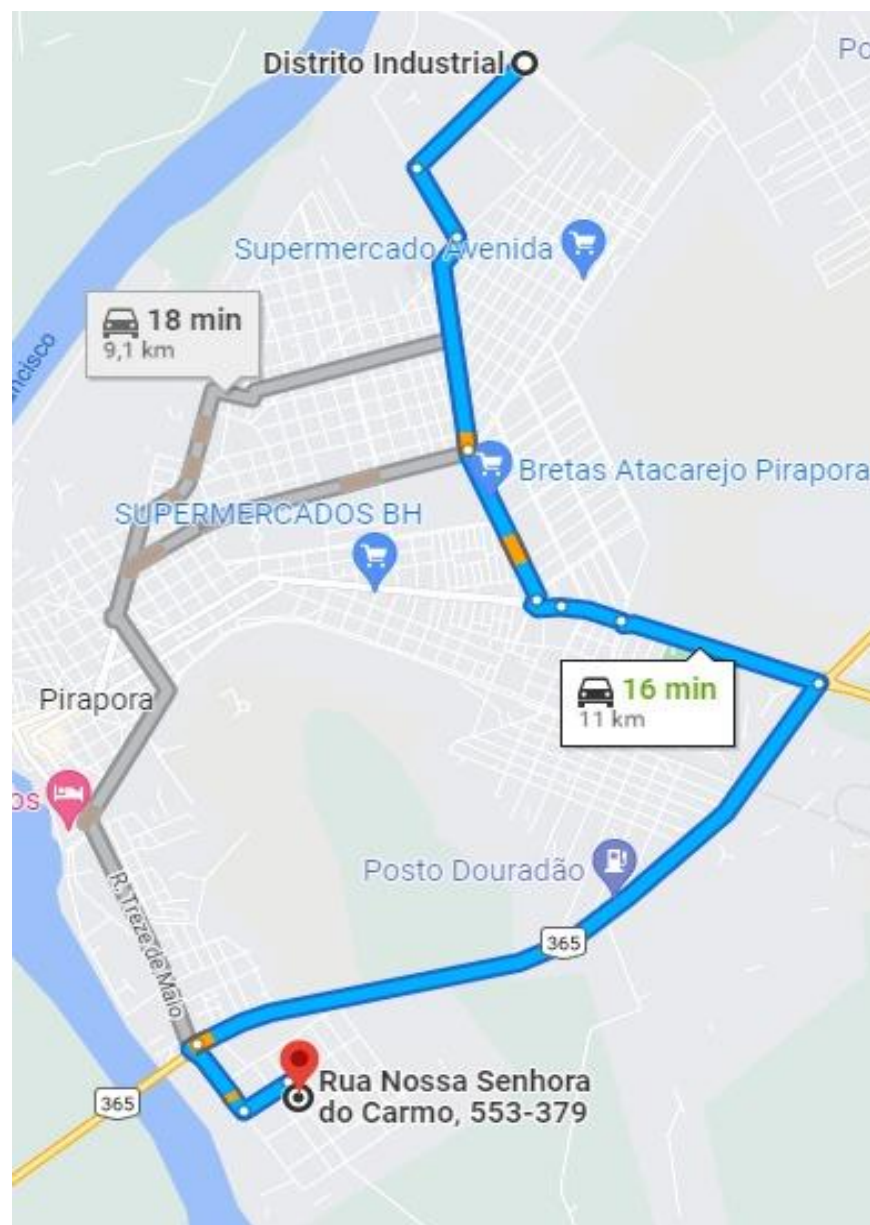 Distrito Industrial
Po
Supermercado Avenida
18 min
9,1 km
ncisco
Bretas Atacarejo Pirapora
SUPERMERCADOS BH
16 min
11 km
Pirapora
os
Posto Douradão
R. Treze de Maio
365
Rua Nossa Senhora
do Carmo, 553-379
365